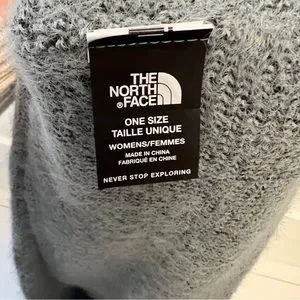 THE
NORTH
®FACE
ONE SIZE
TAILLE UNIQUE
WOMENS/FEMMES
MADE IN CHINA
FABRIQUÉ EN CHINE
NEVER STOP EXPLORING